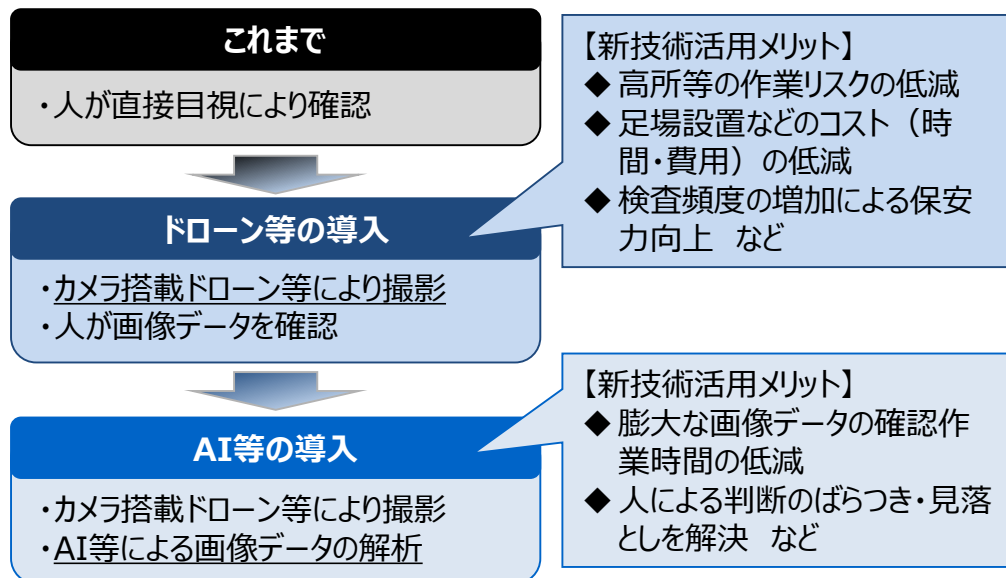 これまで
・人が直接目視により確認
【新技術活用メリット】
◆ 高所等の作業リスクの低減
◆ 足場設置などのコスト（時
間・費用）の低減
◆ 検査頻度の増加による保安
力向上　など
ドローン等の導入
・カメラ搭載ドローン等により撮影
・人が画像データを確認
【新技術活用メリット】
◆ 膨大な画像データの確認作
業時間の低減
◆ 人による判断のばらつき・見落
としを解決　など
AI等の導入
・カメラ搭載ドローン等により撮影
・AI等による画像データの解析